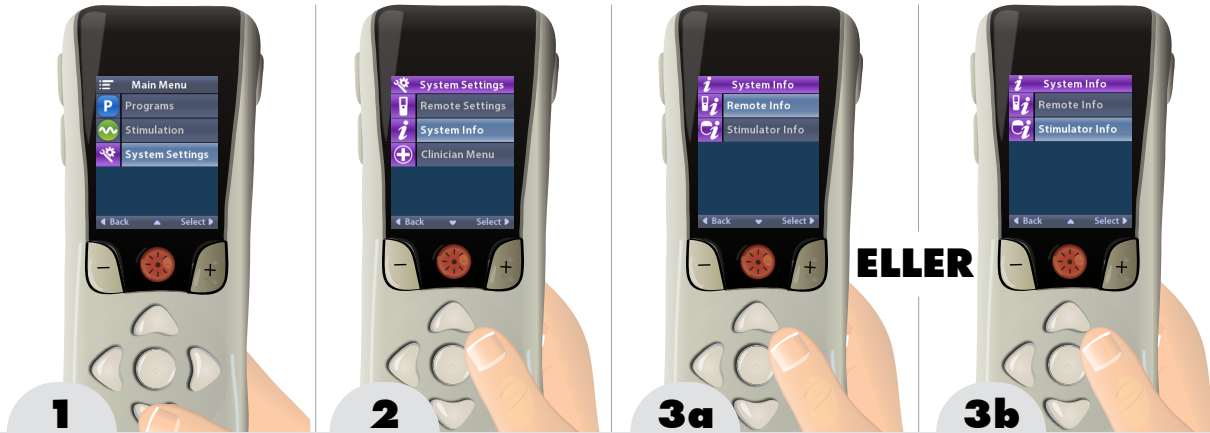 Main Menu
P Programs
Stimulation
System Settings
Back Select
− +
1
System Settings
Remote Settings
i System Info
Clinician Menu
Back Select
− +
2
i System Info
i Remote Info
i Stimulator Info
Back Select
− +
3a
ELLER
i System Info
i Remote Info
i Stimulator Info
Back Select
− +
3b